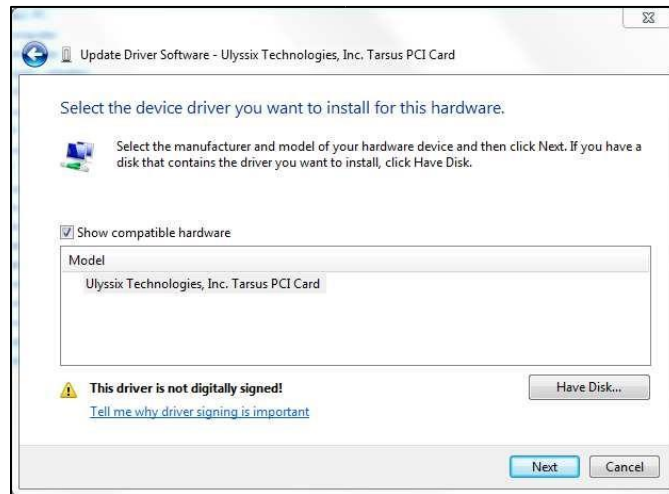 Update Driver Software - Ulyssix Technologies, Inc. Tarsus PCI Card
Select the device driver you want to install for this hardware.
Select the manufacturer and model of your hardware device and then click Next. If you have a
disk that contains the driver you want to install, click Have Disk.
Show compatible hardware
Model
Ulyssix Technologies, Inc. Tarsus PCI Card
This driver is not digitally signed!
Have Disk...
Tell me why driver signing is important
Next
Cancel